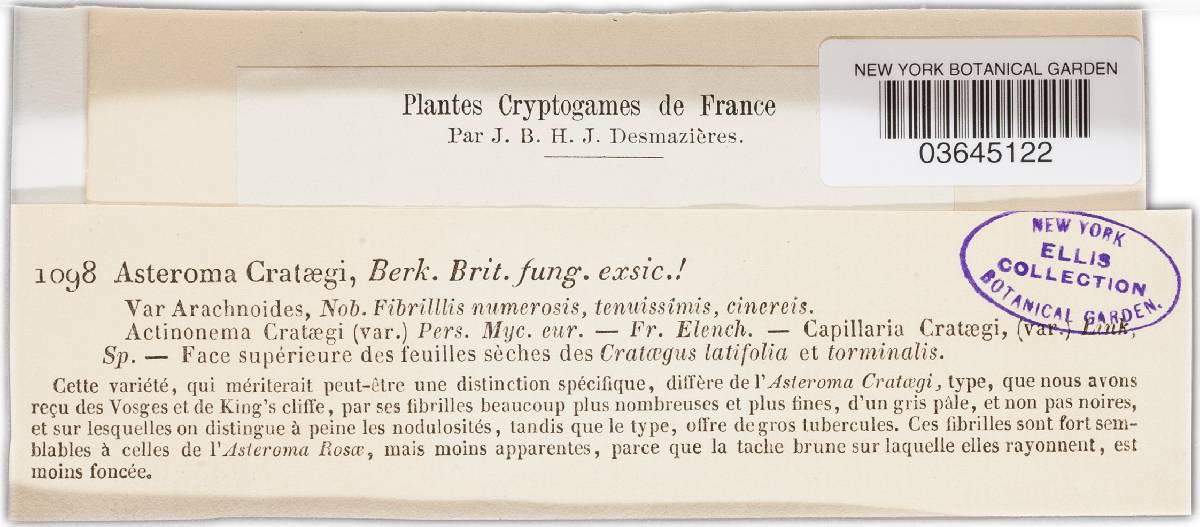 Plantes Cryptogames de France
Par J. B. H. J. Desmazières.
NEW YORK BOTANICAL GARDEN
03645122
NEW YORK
ELLIS
COLLECTION
BOTANICAL GARDEN.
1098 Asteroma Cratægi, Berk. Brit. fung. exsic.!
Var Arachnoides, Nob. Fibrilllis numerosis, tenuissimis, cinereis.
Actinonema Cratægi (var.) Pers. Myc. eur. — Fr. Elench. — Capillaria Cratægi, (var.) Link,
Sp. — Face supérieure des feuilles sèches des Cratægus latifolia et torminalis.
Cette variété, qui mériterait peut-être une distinction spécifique, diffère de l'Asteroma Cratægi, type, que nous avons
reçu des Vosges et de King's cliffe, par ses fibrilles beaucoup plus nombreuses et plus fines, d'un gris pâle, et non pas noires,
et sur lesquelles on distingue à peine les nodulosités, tandis que le type, offre de gros tubercules. Ces fibrilles sont fort sem-
blables à celles de l'Asteroma Rosæ, mais moins apparentes, parce que la tache brune sur laquelle elles rayonnent, est
moins foncée.